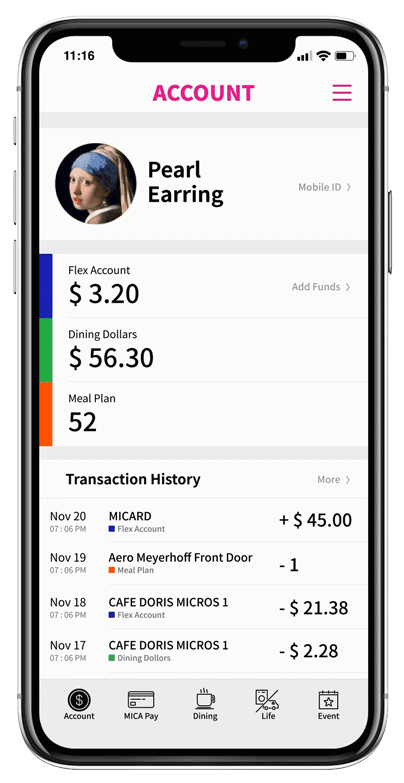 11:16
ACCOUNT
Pearl
Earring
Mobile ID >
Flex Account
$ 3.20
Add Funds >
Dining Dollars
$ 56.30
Meal Plan
52
Transaction History
More >
Nov 20 MICARD + $ 45.00
07 : 06 PM Flex Account
Nov 19 Aero Meyerhoff Front Door - 1
07 : 06 PM Meal Plan
Nov 18 CAFE DORIS MICROS 1 - $ 21.38
07 : 06 PM Flex Account
Nov 17 CAFE DORIS MICROS 1 - $ 2.28
07 : 06 PM Dining Dollors
Account MICA Pay Dining Life Event